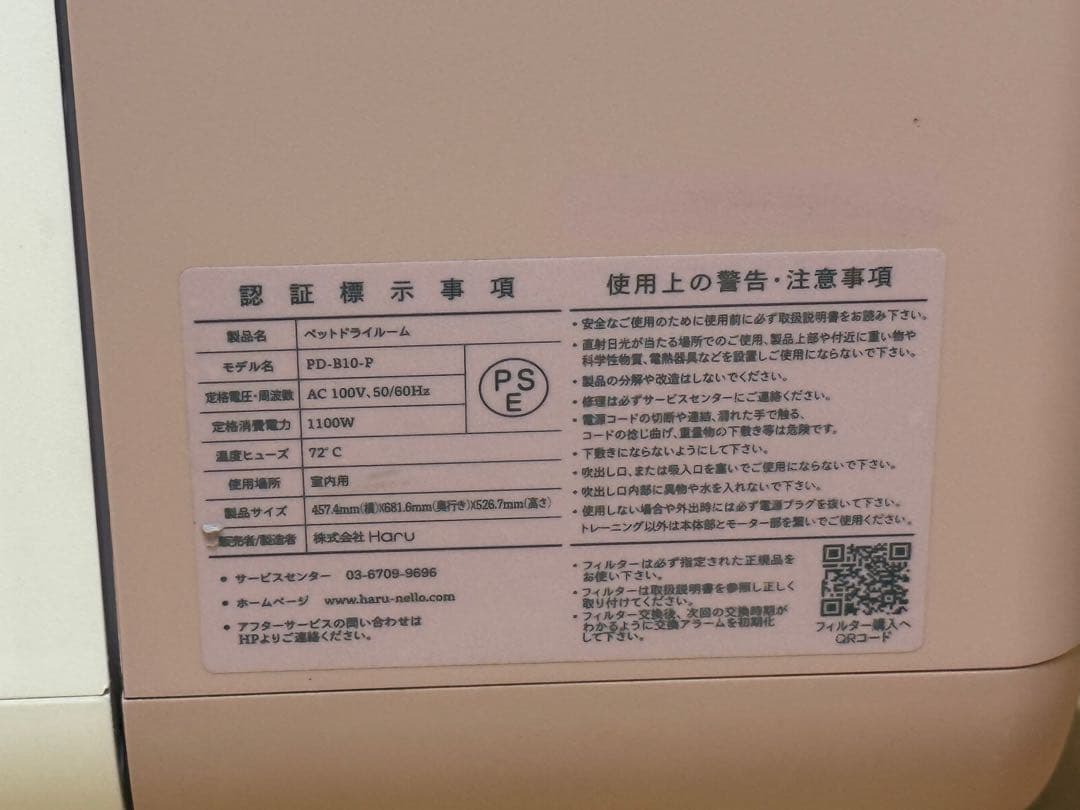 認証標示事項
製品名 ペットドライルーム
モデル名 PD-B10-P
定格電圧・周波数 AC 100V, 50/60Hz
定格消費電力 1100W
PS
E
温度ヒューズ 72°C
使用場所 室内用
製品サイズ 457.4mm(横)X681.6mm(奥行き)X526.7mm(高さ)
販売者/製造者 株式会社 Haru
• サービスセンター 03-6709-9696
• ホームページ www.haru-nello.com
• アフターサービスの問い合わせは
HPよりご連絡ください。
使用上の警告・注意事項
• 安全なご使用のために使用前に必ず取扱説明書をお読み下さい。
• 直射日光が当たる場所でのご使用、製品上部や付近に重い物や
科学性物質、電熱器具などを設置しご使用にならないで下さい。
• 製品の分解や改造はしないでください。
• 修理は必ずサービスセンターにご連絡ください。
• 電源コードの切断や連結、濡れた手で触る、
コードの捻じ曲げ、重量物の下敷き等は危険です。
• 下敷きにならないようにして下さい。
• 吹出し口、または吸入口を塞いでご使用にならないで下さい。
• 吹出し口内部に異物や水を入れないで下さい。
• 使用しない場合や外出時には必ず電源プラグを抜いて下さい。
トレーニング以外は本体部とモーター部を繋いでご使用ください。
• フィルターは必ず指定された正規品を
お使い下さい。
• フィルターは取扱説明書を参照し正しく
取り付けてください。
• フィルター交換後、次回の交換時期が
わかるように交換アラームを初期化
して下さい。
フィルター購入へ
QRコード